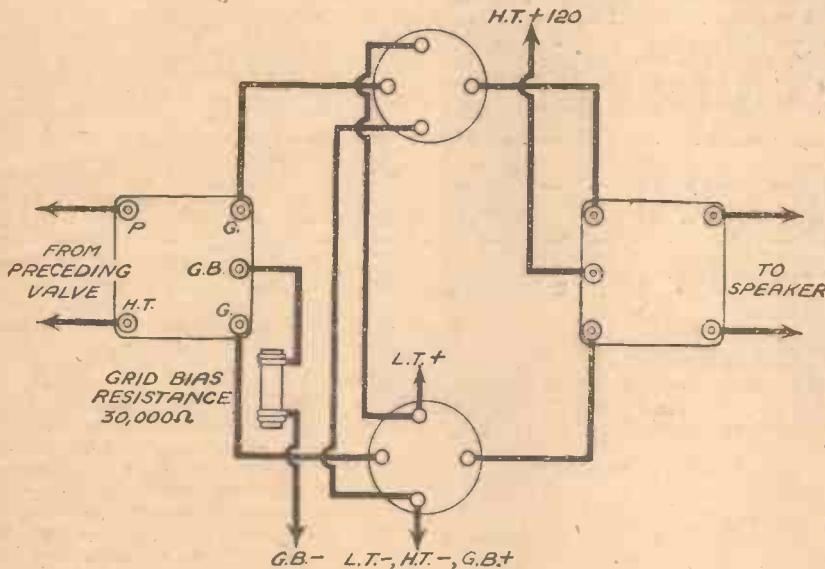 H.T.+120
P.
G.
FROM
PRECEDING
VALVE
G.B.
H.T.
G.
TO
SPEAKER
GRID BIAS
RESISTANCE
30,000Ω
L.T.+
G.B.-
L.T.-, H.T.-, G.B.+